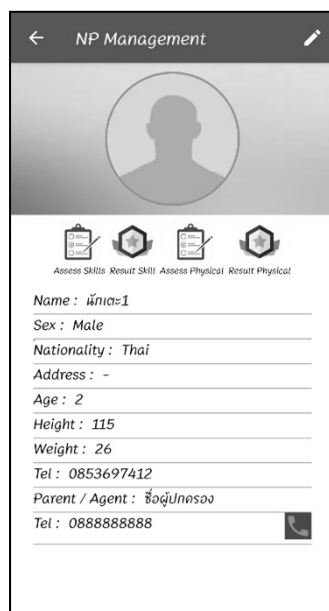 NP Management
Assess Skills Result Skill Assess Physical Result Physical
Name : นักเตะ1
Sex : Male
Nationality : Thai
Address : -
Age : 2
Height : 115
Weight : 26
Tel : 0853697412
Parent / Agent : ชื่อผู้ปกครอง
Tel : 0888888888